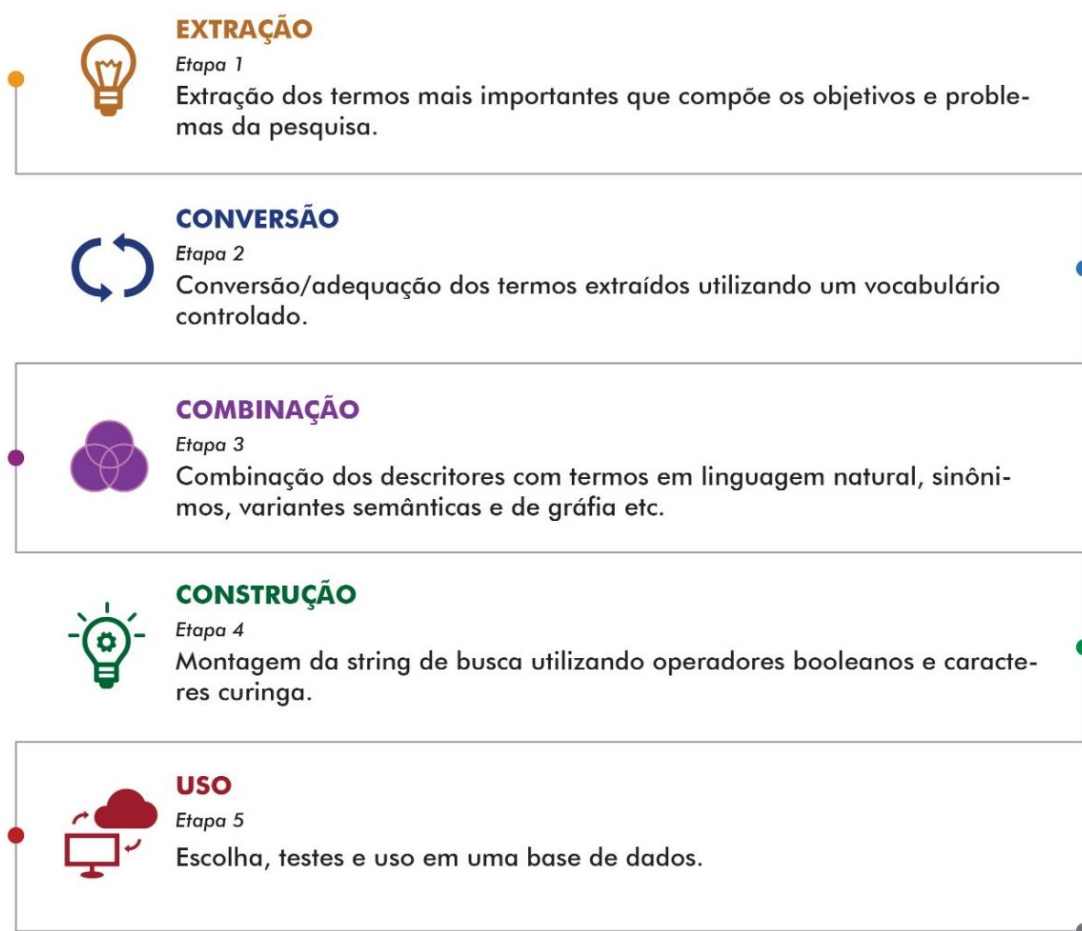 EXTRAÇÃO
Etapa 1
Extração dos termos mais importantes que compõe os objetivos e proble-
mas da pesquisa.
CONVERSÃO
Etapa 2
Conversão/adequação dos termos extraídos utilizando um vocabulário
controlado.
COMBINAÇÃO
Etapa 3
Combinação dos descritores com termos em linguagem natural, sinôni-
mos, variantes semânticas e de gráfia etc.
CONSTRUÇÃO
Etapa 4
Montagem da string de busca utilizando operadores booleanos e caracte-
res curinga.
USO
Etapa 5
Escolha, testes e uso em uma base de dados.